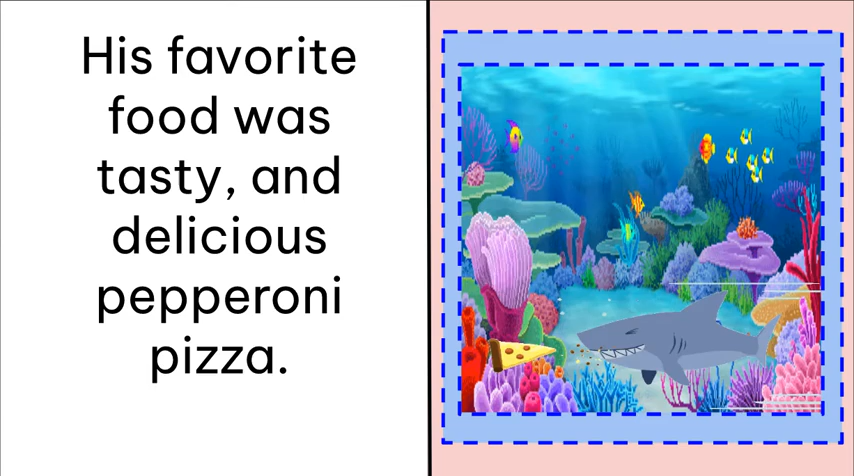 His favorite
food was
tasty, and
delicious
pepperoni
pizza.